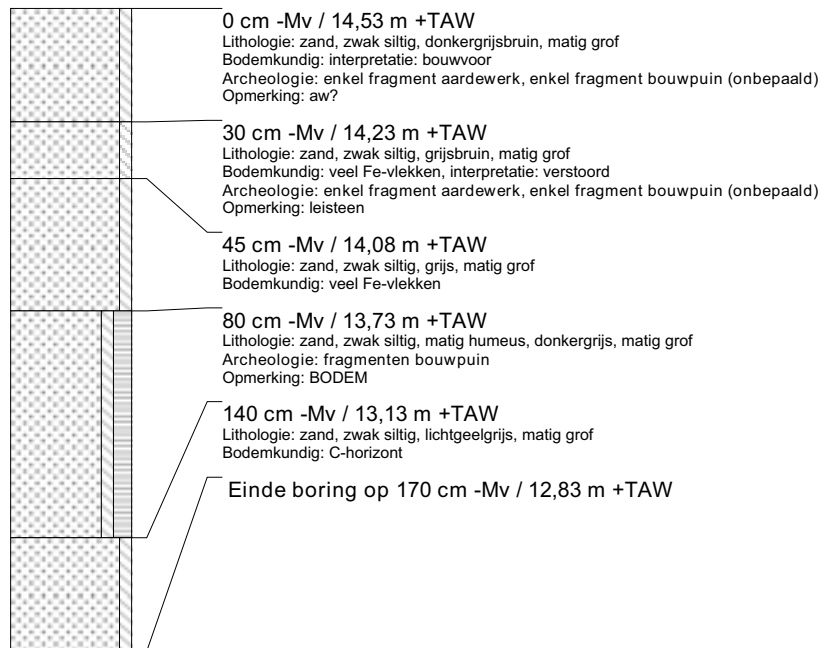 0 cm -Mv / 14,53 m +TAW
Lithologie: zand, zwak siltig, donkergrijsbruin, matig grof
Bodemkundig: interpretatie: bouwvoor
Archeologie: enkel fragment aardewerk, enkel fragment bouwpuin (onbepaald)
Opmerking: aw?
30 cm -Mv / 14,23 m +TAW
Lithologie: zand, zwak siltig, grijsbruin, matig grof
Bodemkundig: veel Fe-vlekken, interpretatie: verstoord
Archeologie: enkel fragment aardewerk, enkel fragment bouwpuin (onbepaald)
Opmerking: leisteen
45 cm -Mv / 14,08 m +TAW
Lithologie: zand, zwak siltig, grijs, matig grof
Bodemkundig: veel Fe-vlekken
80 cm -Mv / 13,73 m +TAW
Lithologie: zand, zwak siltig, matig humeus, donkergrijs, matig grof
Archeologie: fragmenten bouwpuin
Opmerking: BODEM
140 cm -Mv / 13,13 m +TAW
Lithologie: zand, zwak siltig, lichtgeelgrijs, matig grof
Bodemkundig: C-horizont
Einde boring op 170 cm -Mv / 12,83 m +TAW